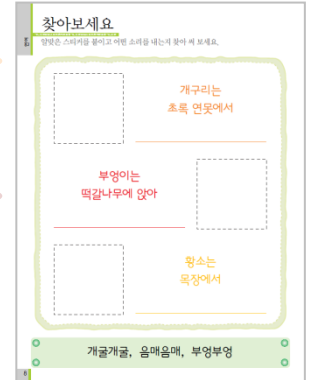 찾아보세요
알맞은 스티커를 붙이고 어떤 소리를 내는지 찾아 써 보세요.
개구리는
초록 연못에서
부엉이는
떡갈나무에 앉아
황소는
목장에서
개굴개굴, 음매음매, 부엉부엉